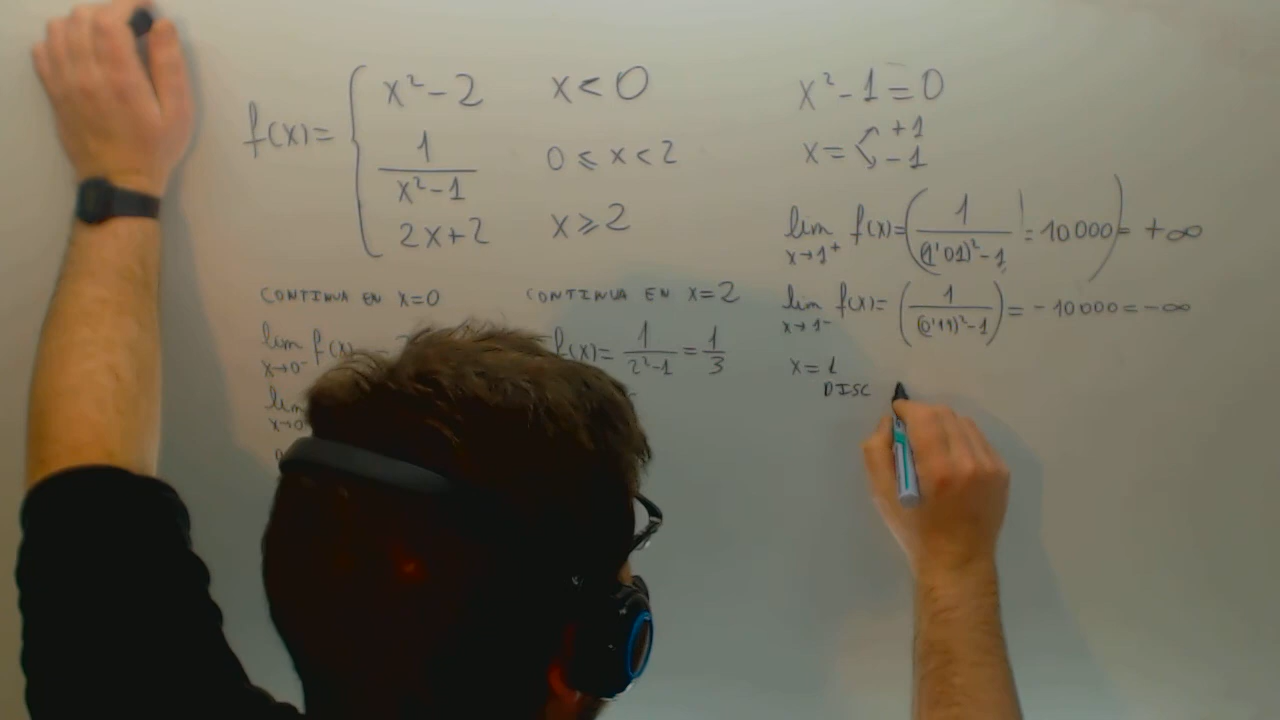 f(x)= { x²-2   x<0
1/(x²-1)   0 ⩽ x < 2
2x+2   x ⩾ 2
CONTINUA EN x=0
lim f(x)
x→0⁻
lim
x→0
CONTINUA EN x=2
f(x)= 1/(2²-1) = 1/3
x²-1=0
x= +1
-1
lim f(x)= (1/((1'01)²-1) = 10000) = +∞
x→1⁺
lim f(x)= (1/((0'99)²-1)) = -10000 = -∞
x→1⁻
x=1
DISC